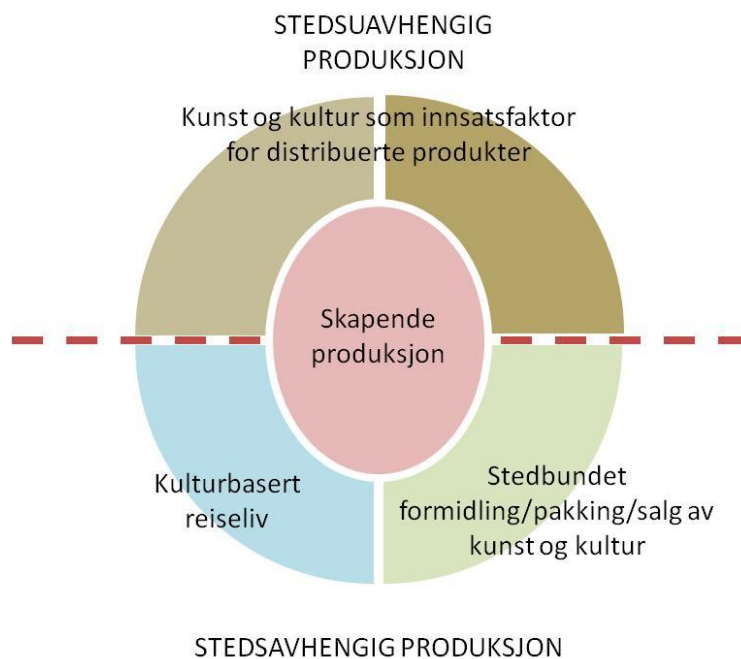 STEDSUAVHENGIG
PRODUKSJON
Kunst og kultur som innsatsfaktor
for distribuerte produkter
Skapende
produksjon
Kulturbasert
reiseliv
Stedbundet
formidling/pakking/salg av
kunst og kultur
STEDSAVHENGIG PRODUKSJON